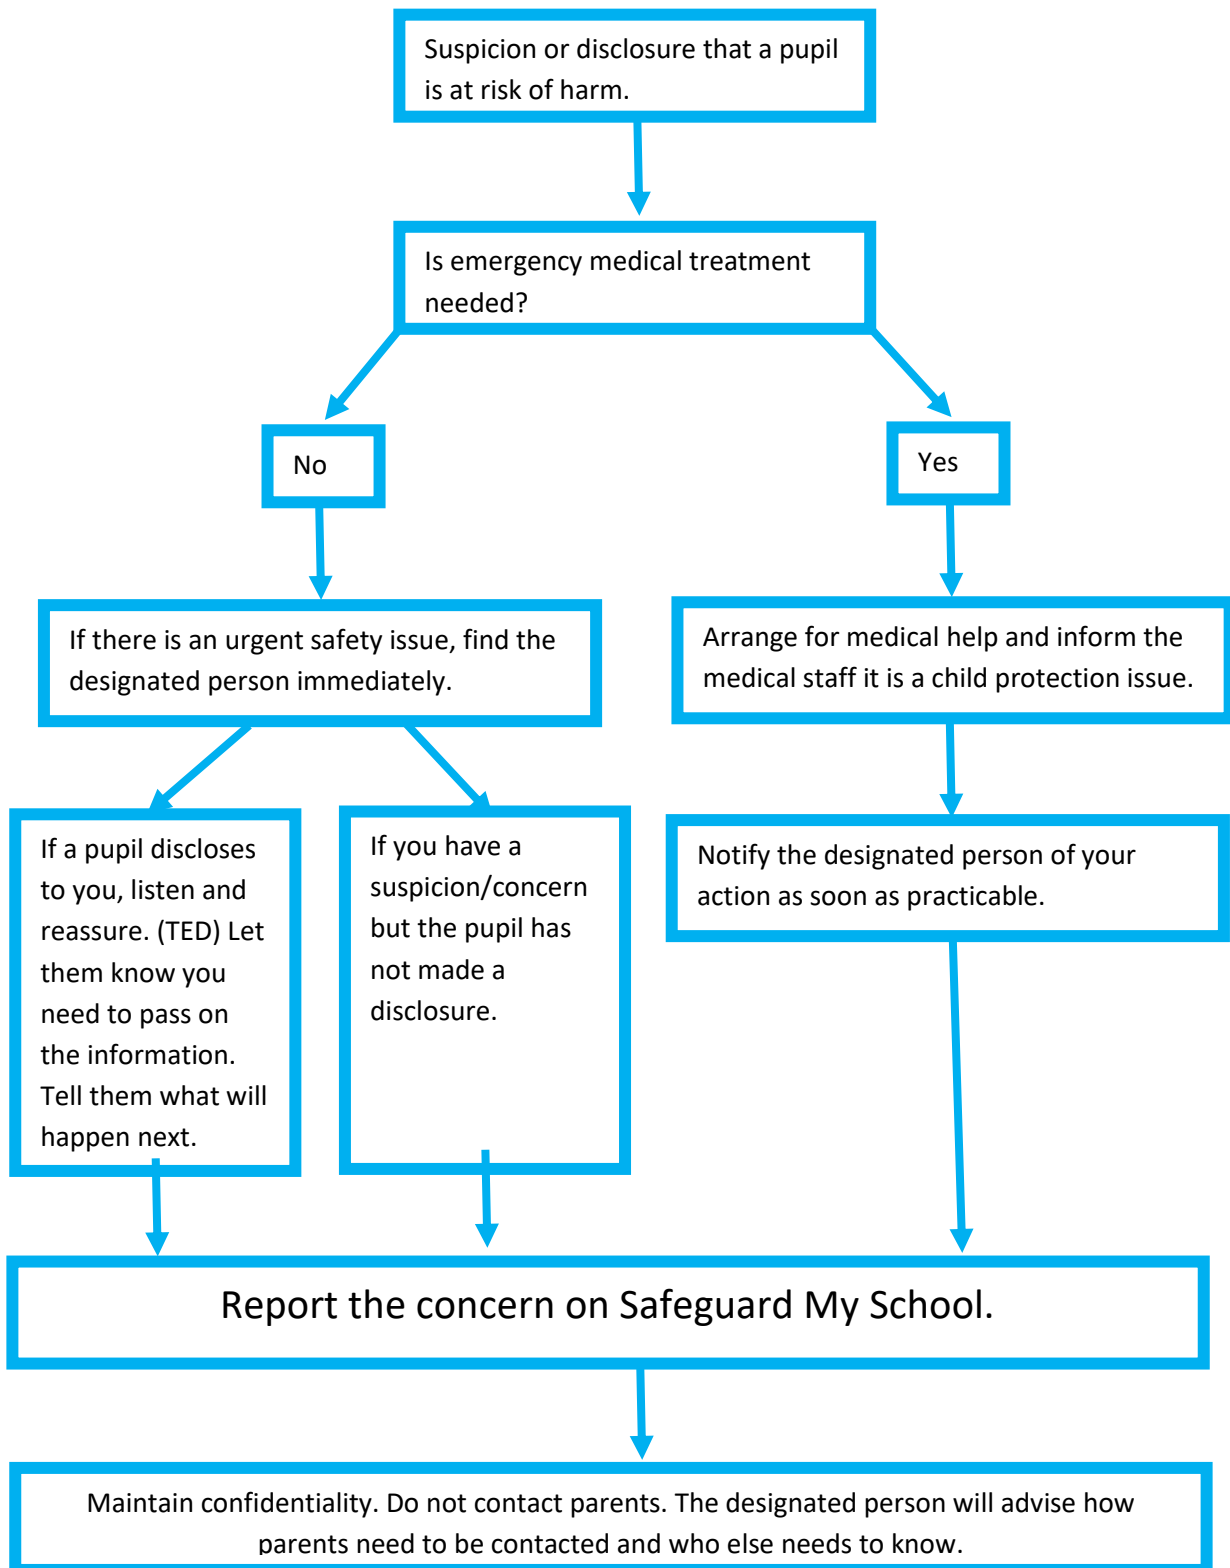 Suspicion or disclosure that a pupil
is at risk of harm.
Is emergency medical treatment
needed?
No
Yes
If there is an urgent safety issue, find the
designated person immediately.
Arrange for medical help and inform the
medical staff it is a child protection issue.
If a pupil discloses
to you, listen and
reassure. (TED) Let
them know you
need to pass on
the information.
Tell them what will
happen next.
If you have a
suspicion/concern
but the pupil has
not made a
disclosure.
Notify the designated person of your
action as soon as practicable.
Report the concern on Safeguard My School.
Maintain confidentiality. Do not contact parents. The designated person will advise how
parents need to be contacted and who else needs to know.